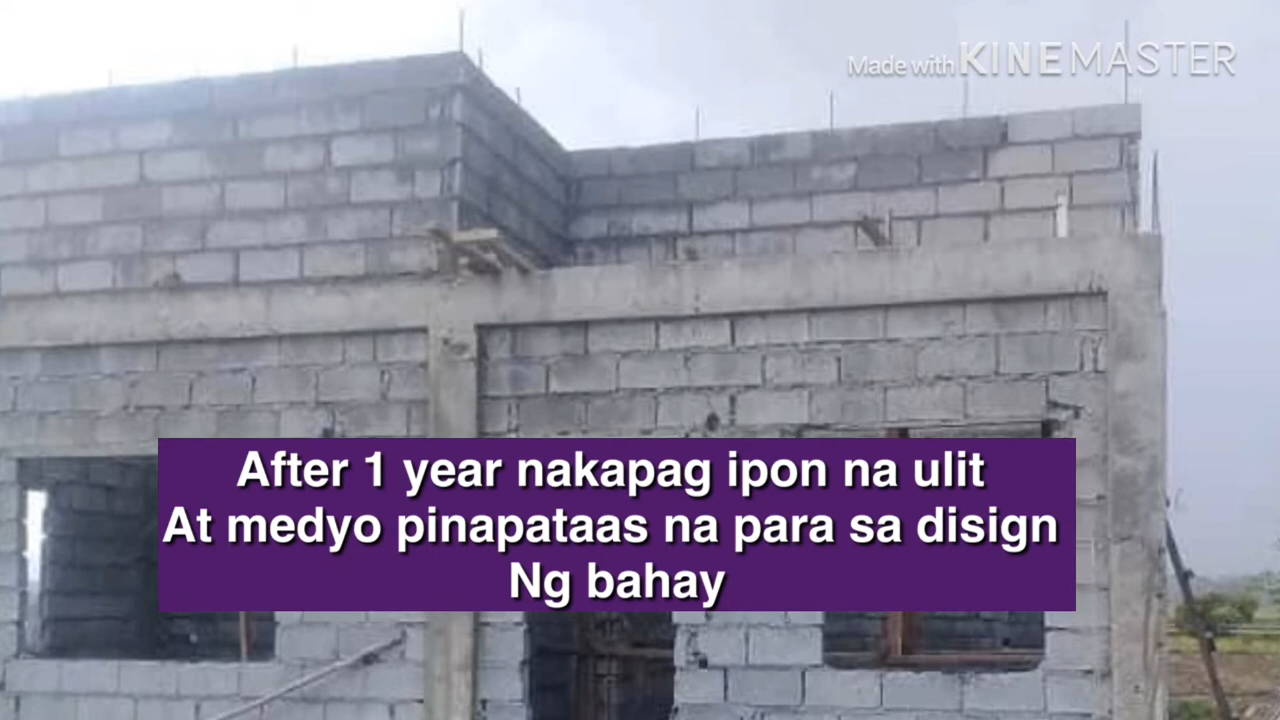 Made with KINEMASTER
After 1 year nakapag ipon na ulit
At medyo pinapataas na para sa disign
Ng bahay